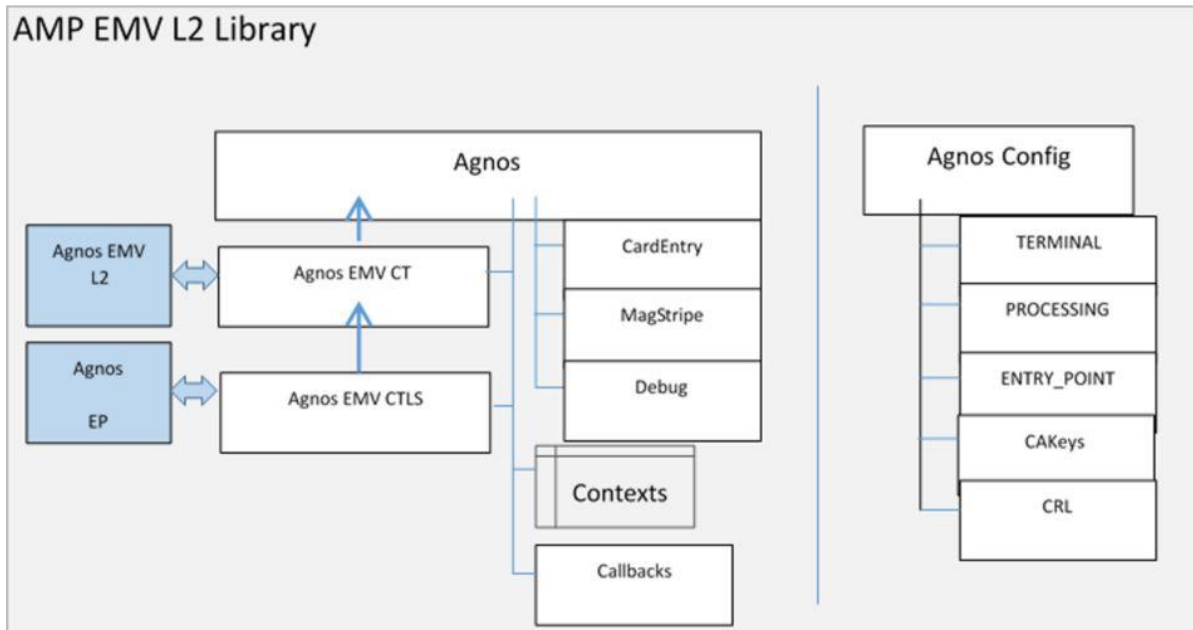 AMP EMV L2 Library
Agnos
Agnos Config
Agnos EMV
L2
Agnos EMV CT
CardEntry
MagStripe
Debug
Agnos
EP
Agnos EMV CTLS
Contexts
Callbacks
TERMINAL
PROCESSING
ENTRY_POINT
CAKeys
CRL